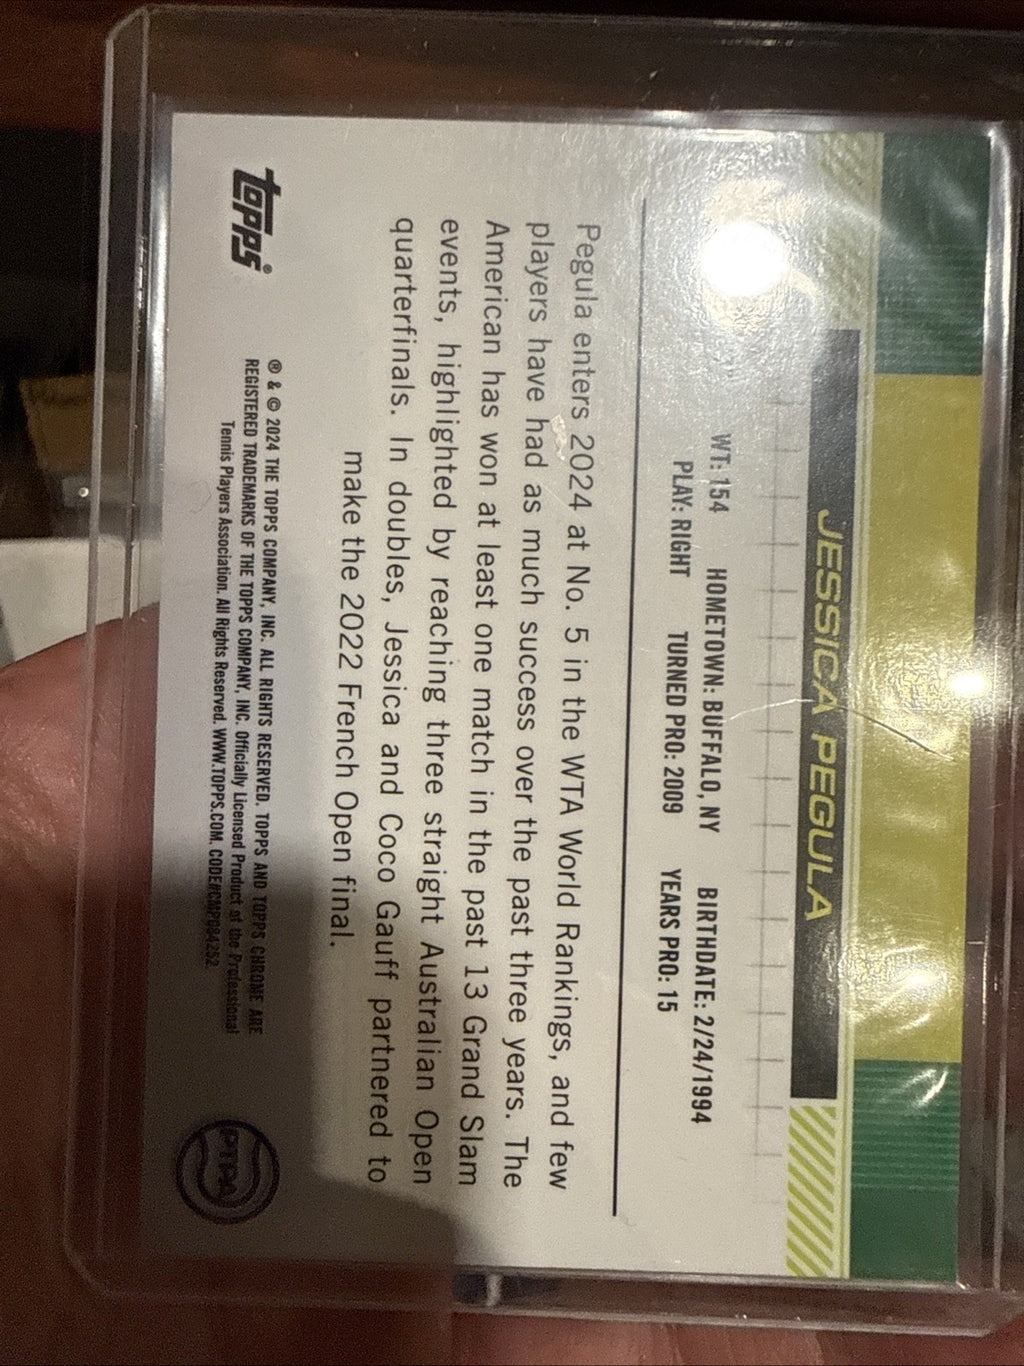 JESSICA PEGULA
WT: 154 HOMETOWN: BUFFALO, NY BIRTHDATE: 2/24/1994
PLAY: RIGHT TURNED PRO: 2009 YEARS PRO: 15
Pegula enters 2024 at No. 5 in the WTA World Rankings, and few
players have had as much success over the past three years. The
American has won at least one match in the past 13 Grand Slam
events, highlighted by reaching three straight Australian Open
quarterfinals. In doubles, Jessica and Coco Gauff partnered to
make the 2022 French Open final.
topps®
® & © 2024 THE TOPPS COMPANY, INC. ALL RIGHTS RESERVED. TOPPS AND TOPPS CHROME ARE
REGISTERED TRADEMARKS OF THE TOPPS COMPANY, INC. Officially Licensed Product of the Professional
Tennis Players Association. All Rights Reserved. WWW.TOPPS.COM. CODE#CMP084252
PTPA